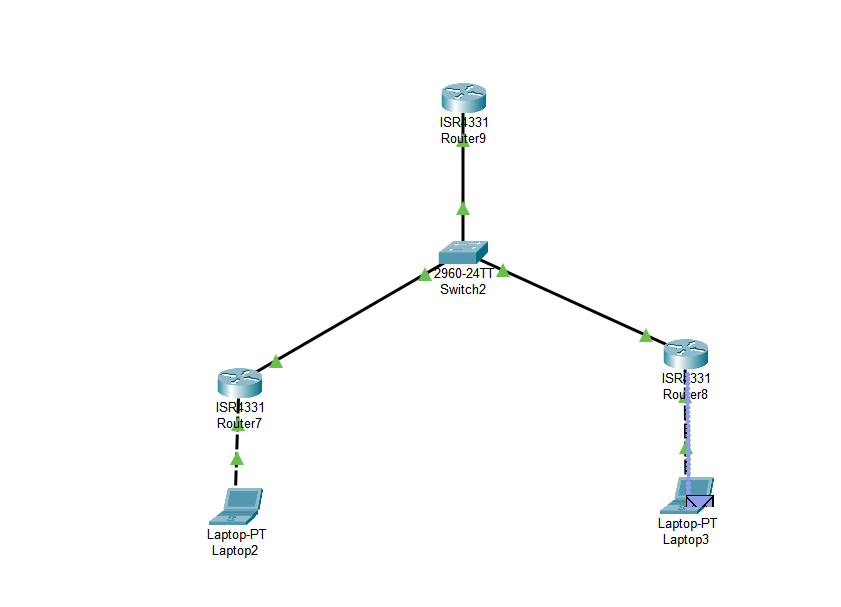 ISR4331
Router9
2960-24TT
Switch2
ISR4331
Router8
ISR4331
Router7
Laptop-PT
Laptop3
Laptop-PT
Laptop2